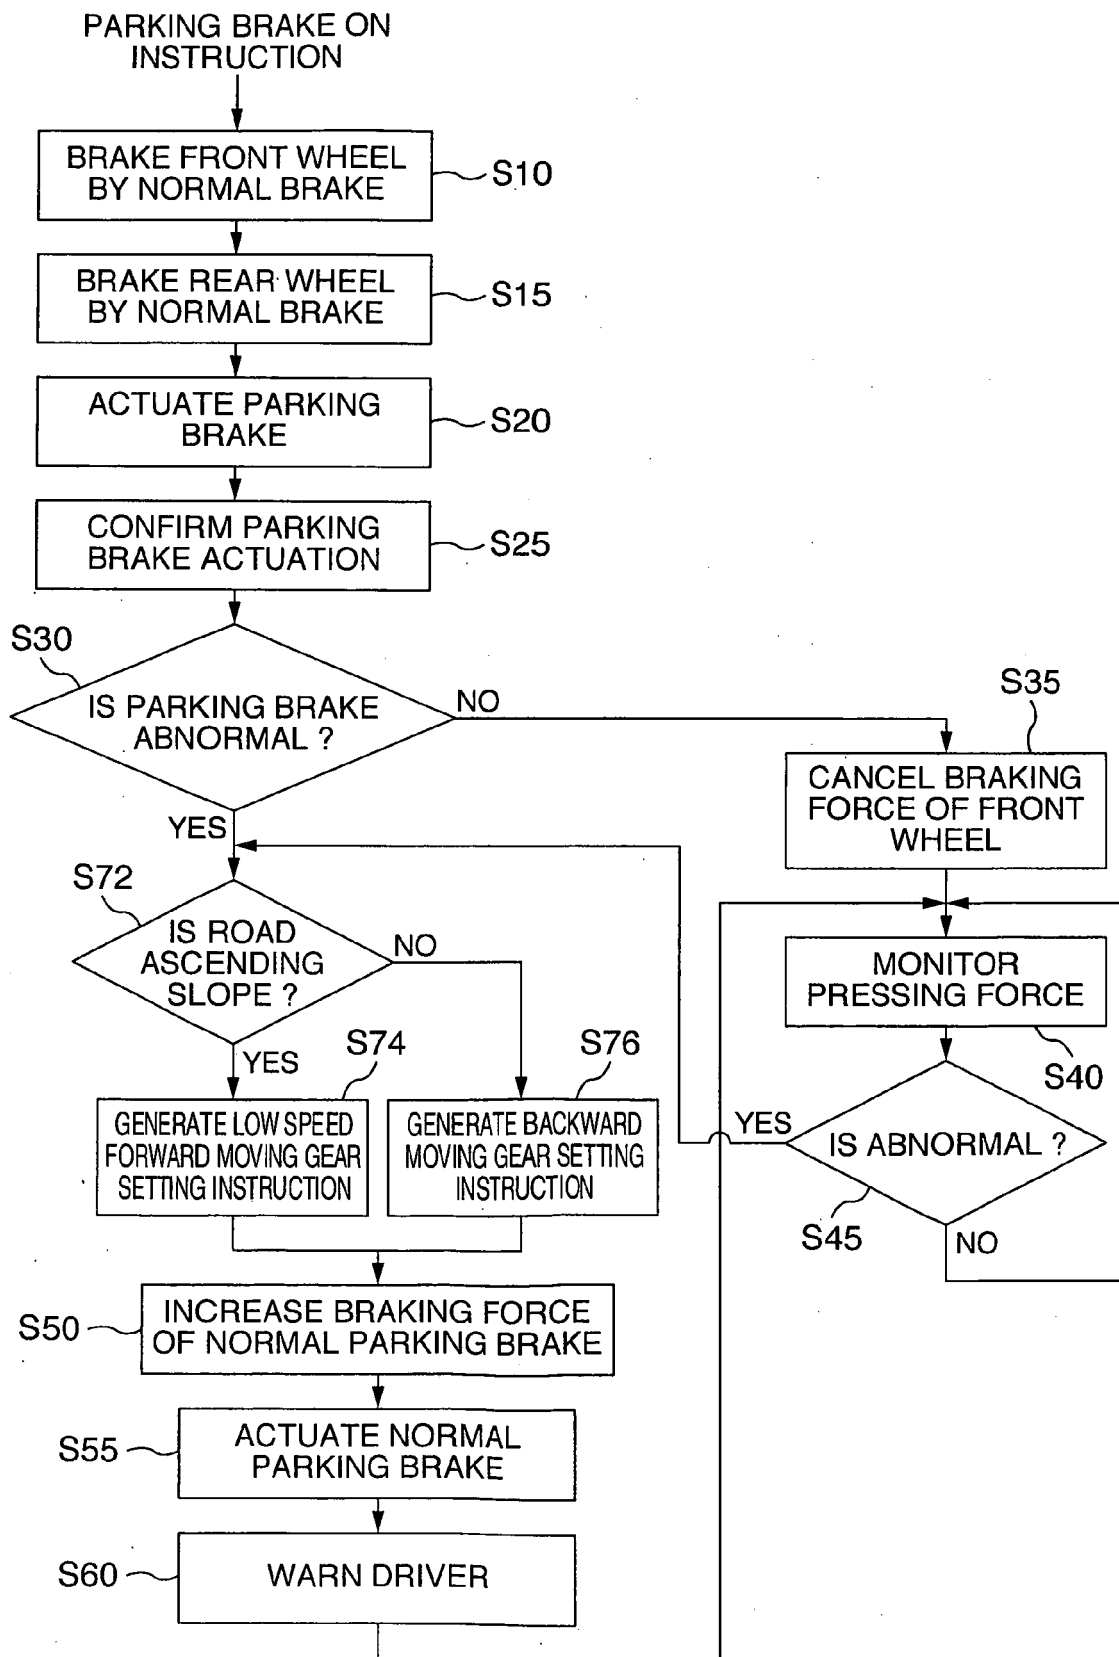 PARKING BRAKE ON
INSTRUCTION
BRAKE FRONT WHEEL
BY NORMAL BRAKE
S10
BRAKE REAR WHEEL
BY NORMAL BRAKE
S15
ACTUATE PARKING
BRAKE
S20
CONFIRM PARKING
BRAKE ACTUATION
S25
S30
IS PARKING BRAKE
ABNORMAL ?
NO
YES
S35
CANCEL BRAKING
FORCE OF FRONT
WHEEL
S72
IS ROAD
ASCENDING
SLOPE ?
NO
YES
MONITOR
PRESSING FORCE
S40
S74
GENERATE LOW SPEED
FORWARD MOVING GEAR
SETTING INSTRUCTION
S76
GENERATE BACKWARD
MOVING GEAR SETTING
INSTRUCTION
YES
IS ABNORMAL ?
S45
NO
S50
INCREASE BRAKING FORCE
OF NORMAL PARKING BRAKE
S55
ACTUATE NORMAL
PARKING BRAKE
S60
WARN DRIVER